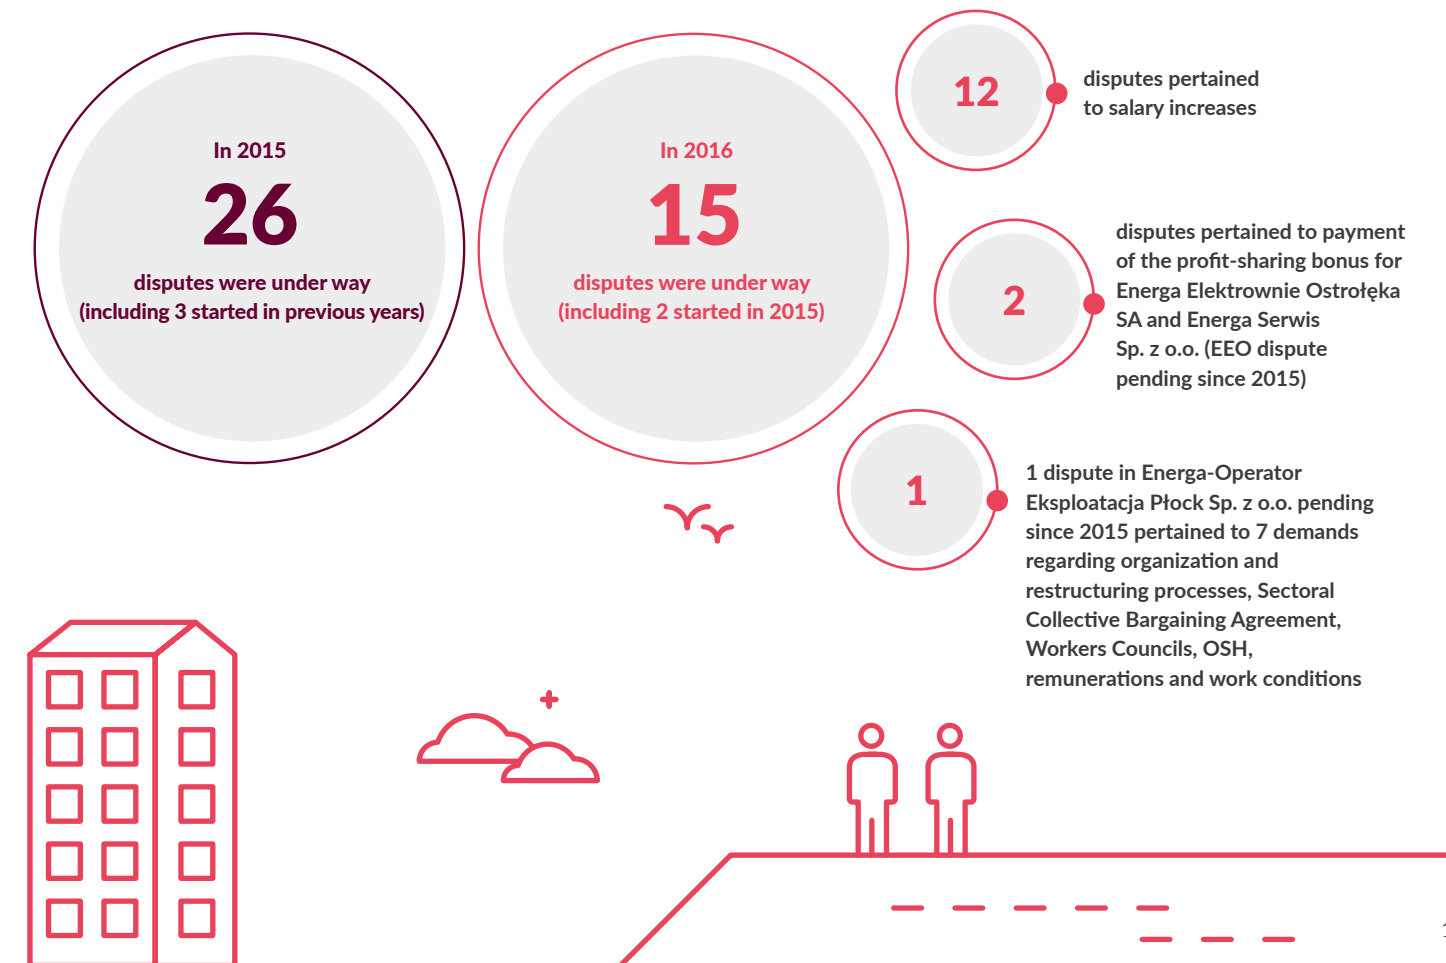 In 2015
26
disputes were under way
(including 3 started in previous years)
In 2016
15
disputes were under way
(including 2 started in 2015)
12
disputes pertained
to salary increases
2
disputes pertained to payment
of the profit-sharing bonus for
Energa Elektrownie Ostrołęka
SA and Energa Serwis
Sp. z o.o. (EEO dispute
pending since 2015)
1
1 dispute in Energa-Operator
Eksploatacja Płock Sp. z o.o. pending
since 2015 pertained to 7 demands
regarding organization and
restructuring processes, Sectoral
Collective Bargaining Agreement,
Workers Councils, OSH,
remunerations and work conditions